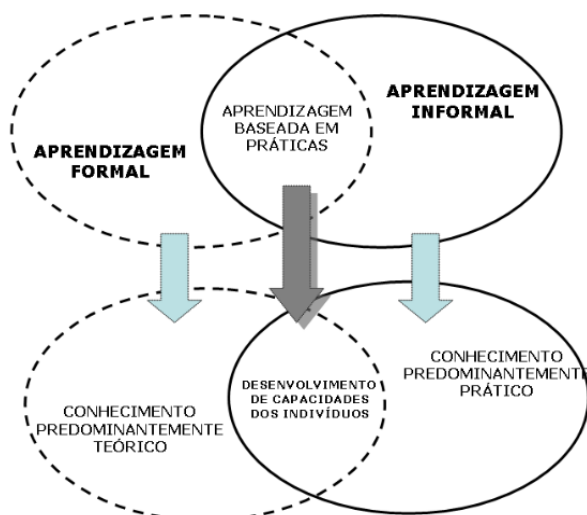 APRENDIZAGEM
FORMAL
APRENDIZAGEM
BASEADA EM
PRÁTICAS
APRENDIZAGEM
INFORMAL
CONHECIMENTO
PREDOMINANTEMENTE
TEÓRICO
DESENVOLVIMENTO
DE CAPACIDADES
DOS INDIVÍDUOS
CONHECIMENTO
PREDOMINANTEMENTE
PRÁTICO